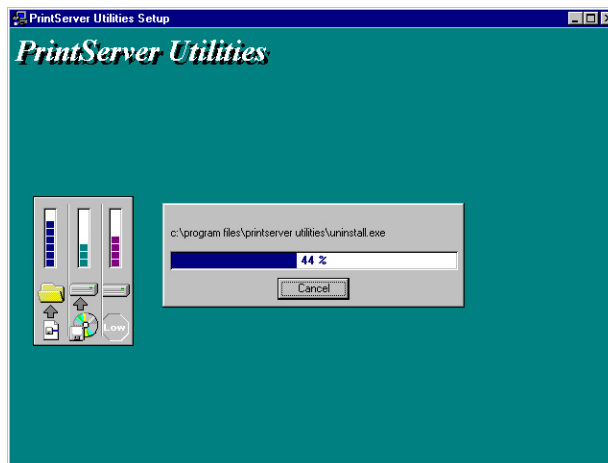 PrintServer Utilities Setup
PrintServer Utilities
c:\program files\printserver utilities\uninstall.exe
44 %
Cancel
Low